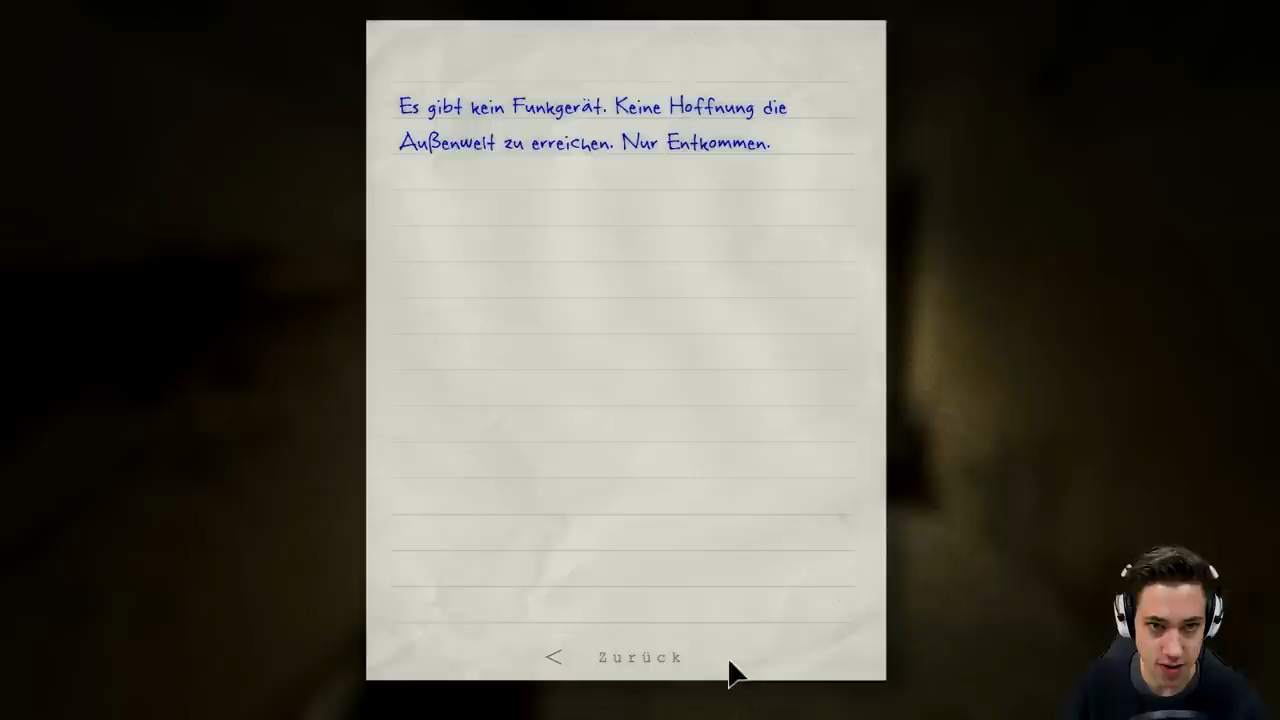 Es gibt kein Funkgerät. Keine Hoffnung die
Außenwelt zu erreichen. Nur Entkommen.
< Zurück